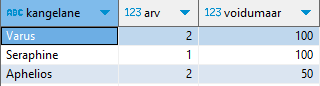 ABC kangelane 123 arv 123 voidumaar
Varus 2 100
Seraphine 1 100
Aphelios 2 50